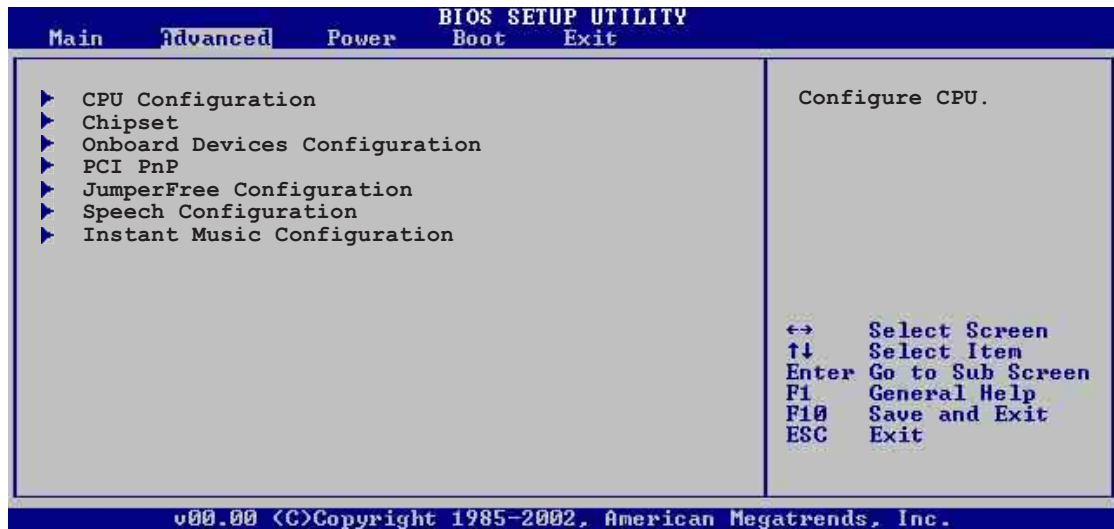 BIOS SETUP UTILITY
Main Advanced Power Boot Exit
CPU Configuration
Chipset
Onboard Devices Configuration
PCI PnP
JumperFree Configuration
Speech Configuration
Instant Music Configuration
Configure CPU.
←→ Select Screen
↑↓ Select Item
Enter Go to Sub Screen
F1 General Help
F10 Save and Exit
ESC Exit
v00.00 (C)Copyright 1985-2002, American Megatrends, Inc.